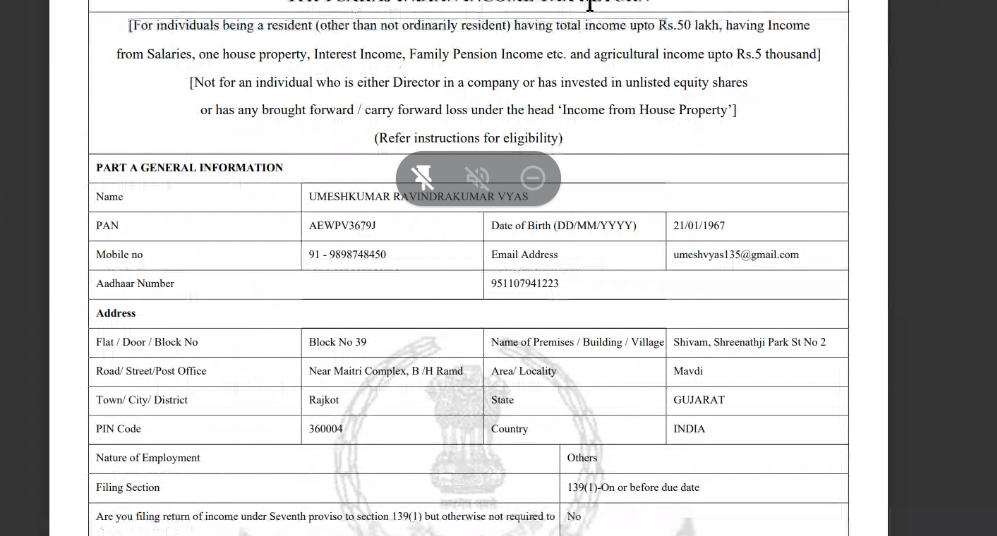 [For individuals being a resident (other than not ordinarily resident) having total income upto Rs.50 lakh, having Income
from Salaries, one house property, Interest Income, Family Pension Income etc. and agricultural income upto Rs.5 thousand]
[Not for an individual who is either Director in a company or has invested in unlisted equity shares
or has any brought forward / carry forward loss under the head ‘Income from House Property’]
(Refer instructions for eligibility)
PART A GENERAL INFORMATION
Name UMESHKUMAR RAVINDRAKUMAR VYAS
PAN AEWPV3679J Date of Birth (DD/MM/YYYY) 21/01/1967
Mobile no 91 - 9898748450 Email Address umeshvyas135@gmail.com
Aadhaar Number 951107941223
Address
Flat / Door / Block No Block No 39 Name of Premises / Building / Village Shivam, Shreenathji Park St No 2
Road/ Street/Post Office Near Maitri Complex, B /H Ramd Area/ Locality Mavdi
Town/ City/ District Rajkot State GUJARAT
PIN Code 360004 Country INDIA
Nature of Employment Others
Filing Section 139(1)-On or before due date
Are you filing return of income under Seventh proviso to section 139(1) but otherwise not required to No